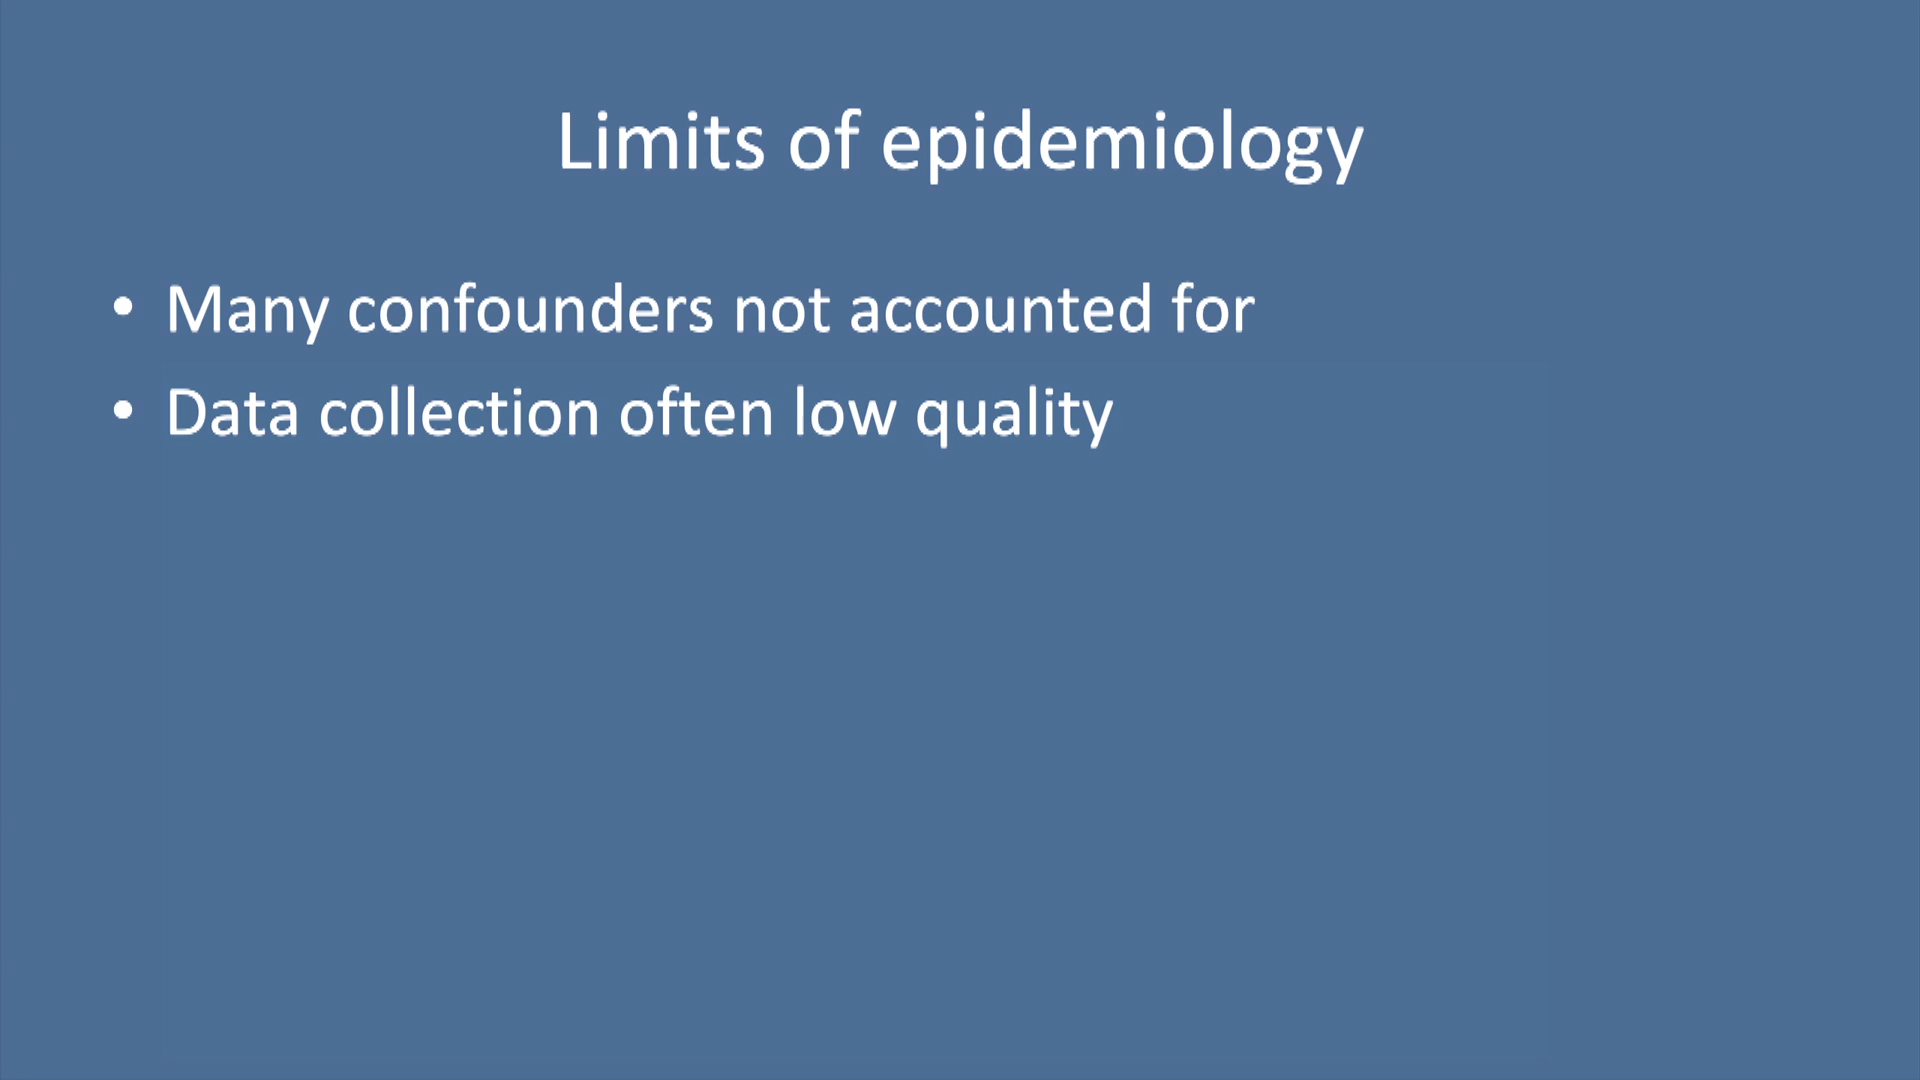 Limits of epidemiology
• Many confounders not accounted for
• Data collection often low quality